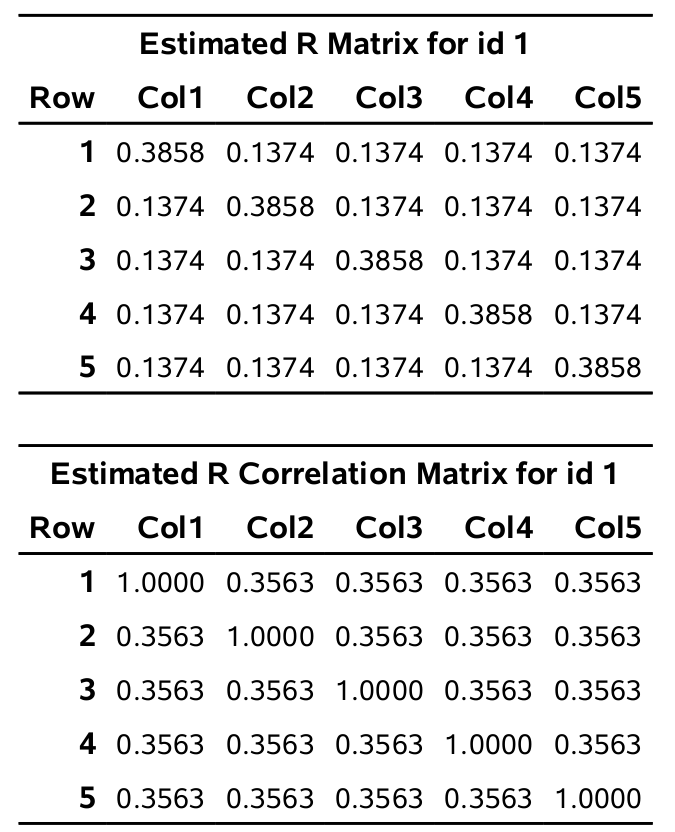 Estimated R Matrix for id 1
Row Col1 Col2 Col3 Col4 Col5
1 0.3858 0.1374 0.1374 0.1374 0.1374
2 0.1374 0.3858 0.1374 0.1374 0.1374
3 0.1374 0.1374 0.3858 0.1374 0.1374
4 0.1374 0.1374 0.1374 0.3858 0.1374
5 0.1374 0.1374 0.1374 0.1374 0.3858
Estimated R Correlation Matrix for id 1
Row Col1 Col2 Col3 Col4 Col5
1 1.0000 0.3563 0.3563 0.3563 0.3563
2 0.3563 1.0000 0.3563 0.3563 0.3563
3 0.3563 0.3563 1.0000 0.3563 0.3563
4 0.3563 0.3563 0.3563 1.0000 0.3563
5 0.3563 0.3563 0.3563 0.3563 1.0000